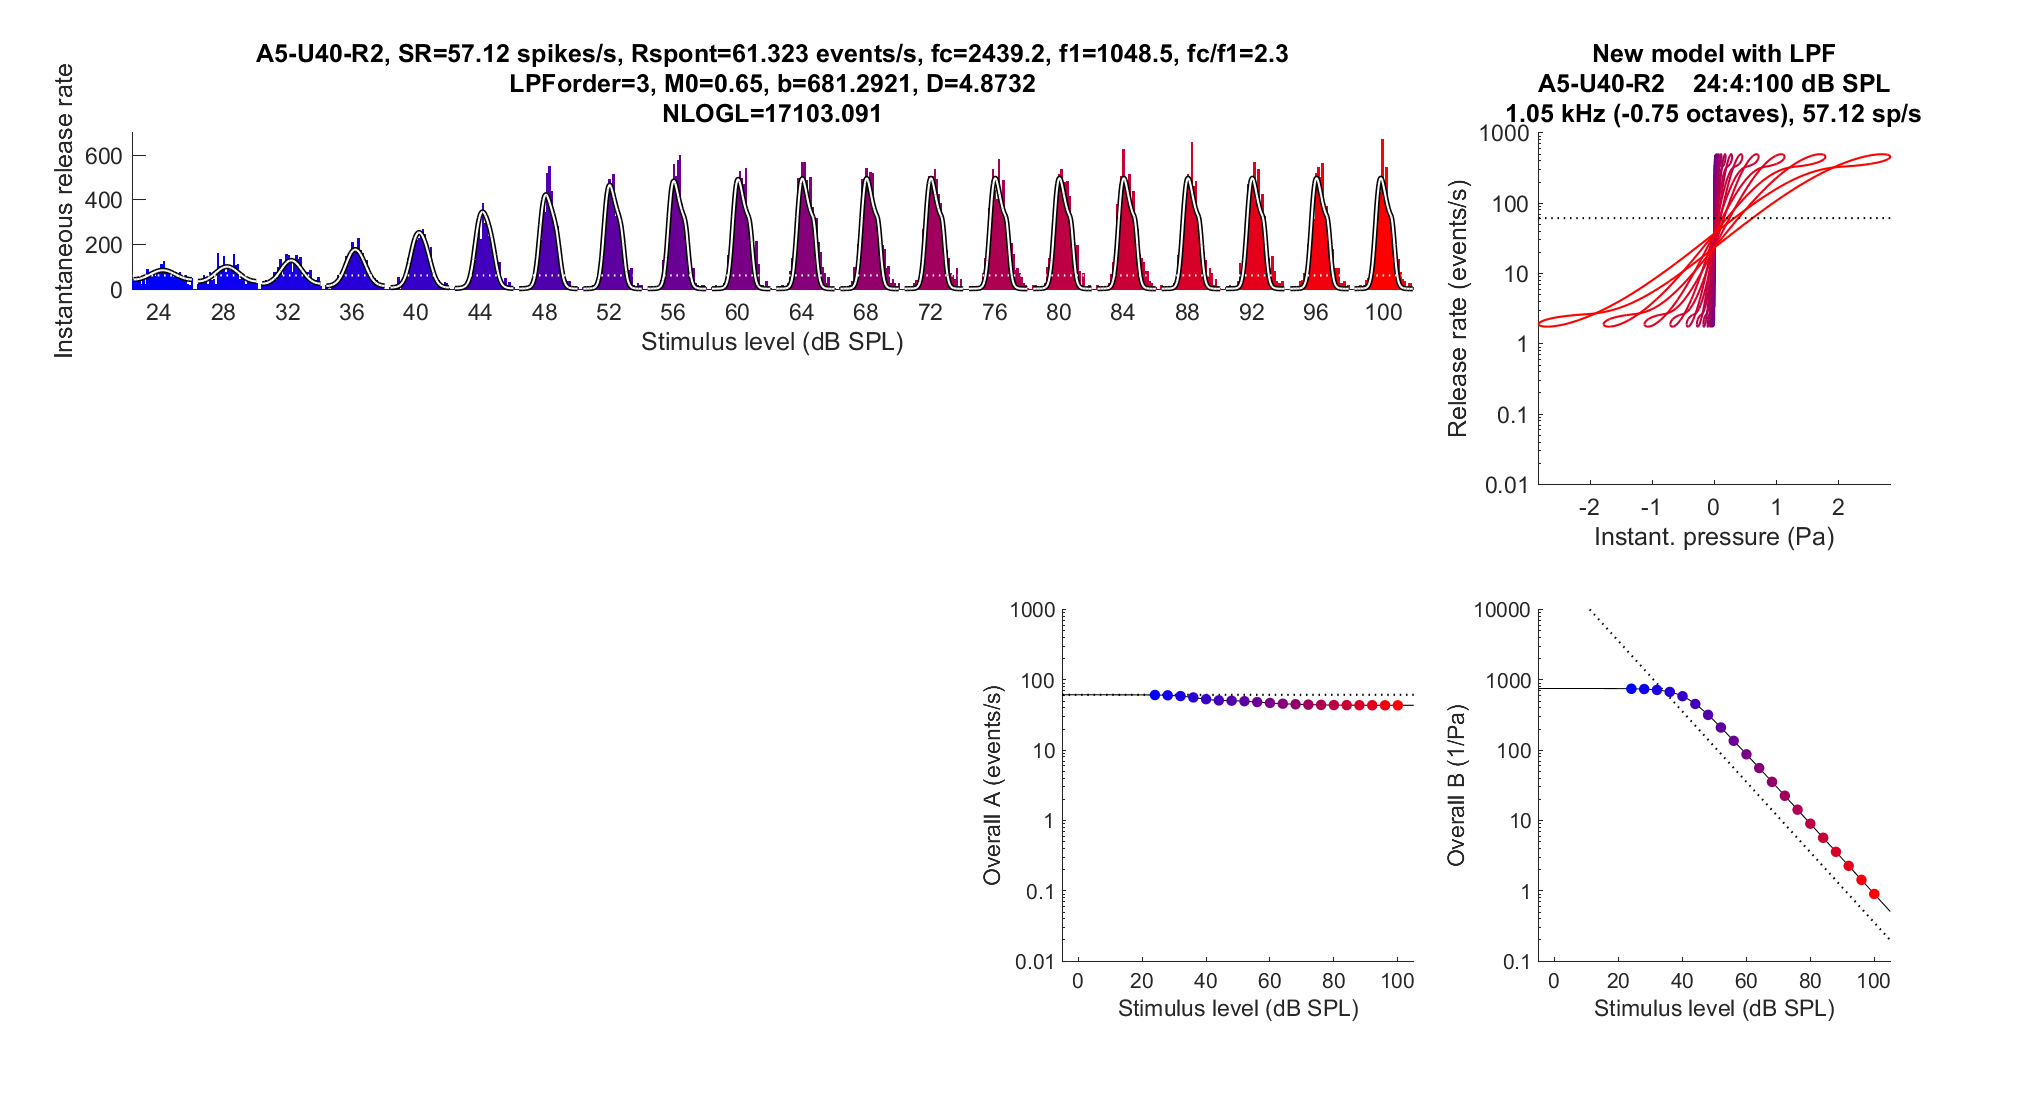 A5-U40-R2, SR=57.12 spikes/s, Rspont=61.323 events/s, fc=2439.2, f1=1048.5, fc/f1=2.3
LPForder=3, M0=0.65, b=681.2921, D=4.8732
NLOGL=17103.091
Instantaneous release rate
600
400
200
0
24 28 32 36 40 44 48 52 56 60 64 68 72 76 80 84 88 92 96 100
Stimulus level (dB SPL)
New model with LPF
A5-U40-R2 24:4:100 dB SPL
1.05 kHz (-0.75 octaves), 57.12 sp/s
Release rate (events/s)
1000
100
10
1
0.1
0.01
-2 -1 0 1 2
Instant. pressure (Pa)
Overall A (events/s)
1000
100
10
1
0.1
0.01
0 20 40 60 80 100
Stimulus level (dB SPL)
Overall B (1/Pa)
10000
1000
100
10
1
0.1
0 20 40 60 80 100
Stimulus level (dB SPL)